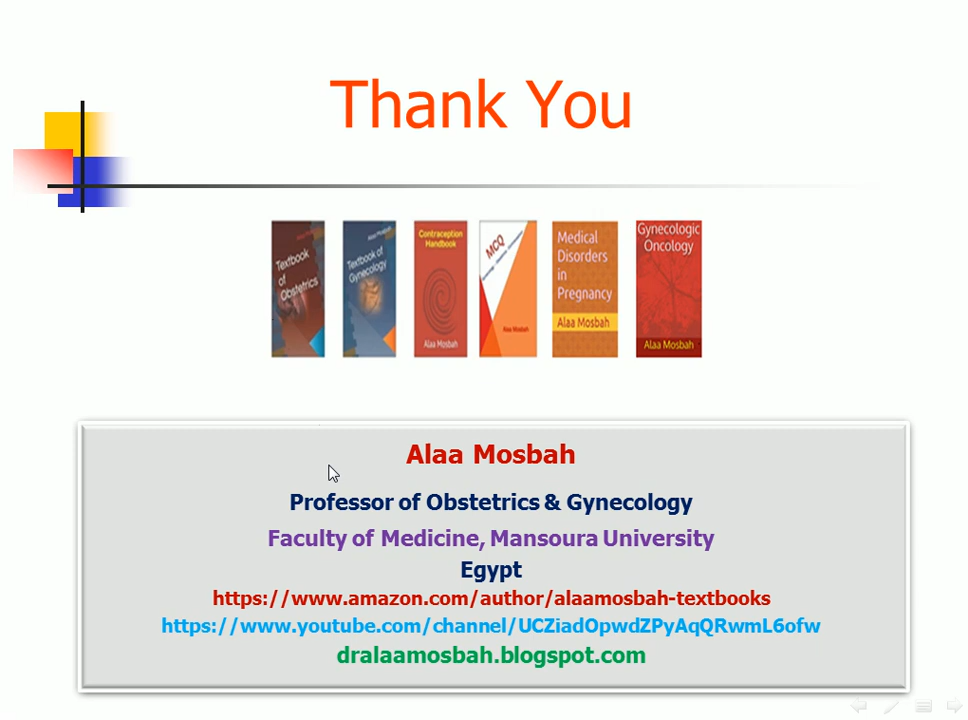 Thank You
Textbook
of
Obstetrics
Textbook of
Gynecology
Contraception
Handbook
Alaa Mosbah
MCQ
Alaa Mosbah
Medical
Disorders
in
Pregnancy
Alaa Mosbah
Gynecologic
Oncology
Alaa Mosbah
Alaa Mosbah
Professor of Obstetrics & Gynecology
Faculty of Medicine, Mansoura University
Egypt
https://www.amazon.com/author/alaamosbah-textbooks
https://www.youtube.com/channel/UCZiadOpwdZPyAqQRwmL6ofw
dralaamosbah.blogspot.com